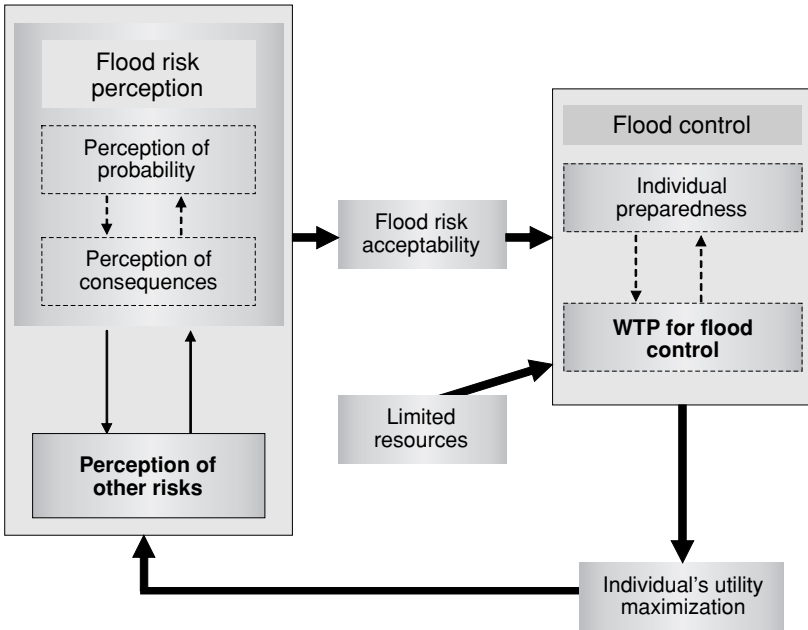 Flood risk
perception
Perception of
probability
Perception of
consequences
Perception of
other risks
Flood risk
acceptability
Limited
resources
Flood control
Individual
preparedness
WTP for flood
control
Individual's utility
maximization